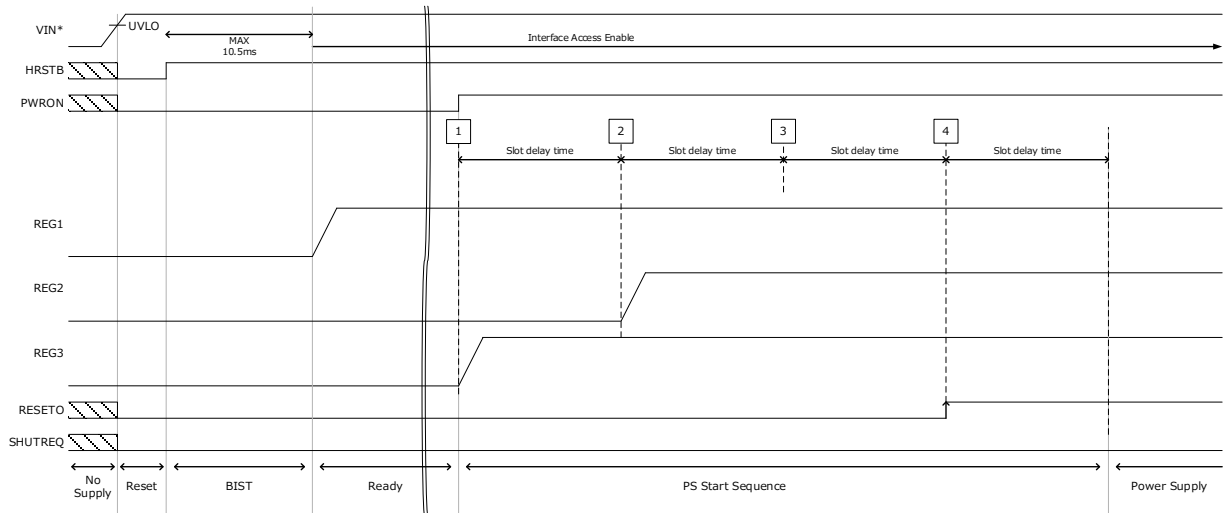 VIN*
UVLO
MAX
10.5ms
Interface Access Enable
HRSTB
PWRON
1
2
3
4
Slot delay time
Slot delay time
Slot delay time
Slot delay time
REG1
REG2
REG3
RESETO
SHUTREQ
No
Supply
Reset
BIST
Ready
PS Start Sequence
Power Supply